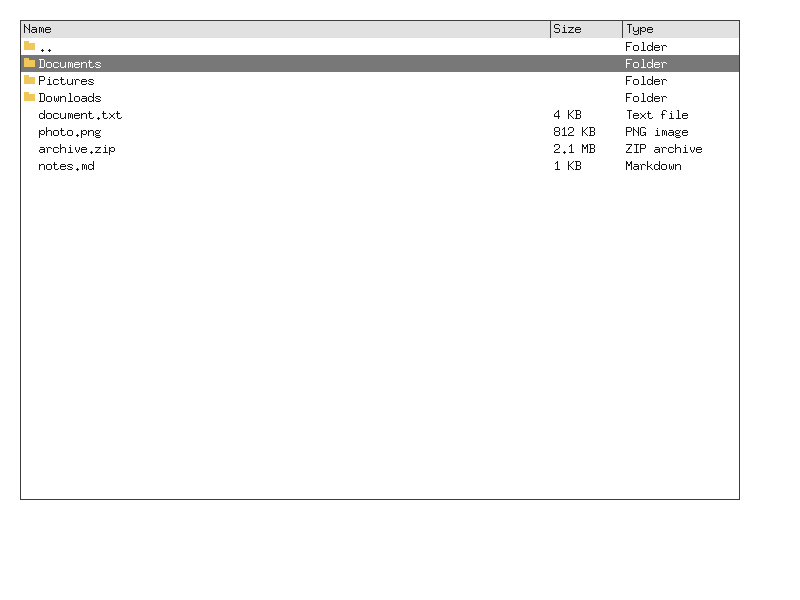 Name Size Type
.. Folder
Documents Folder
Pictures Folder
Downloads Folder
document.txt 4 KB Text file
photo.png 812 KB PNG image
archive.zip 2.1 MB ZIP archive
notes.md 1 KB Markdown